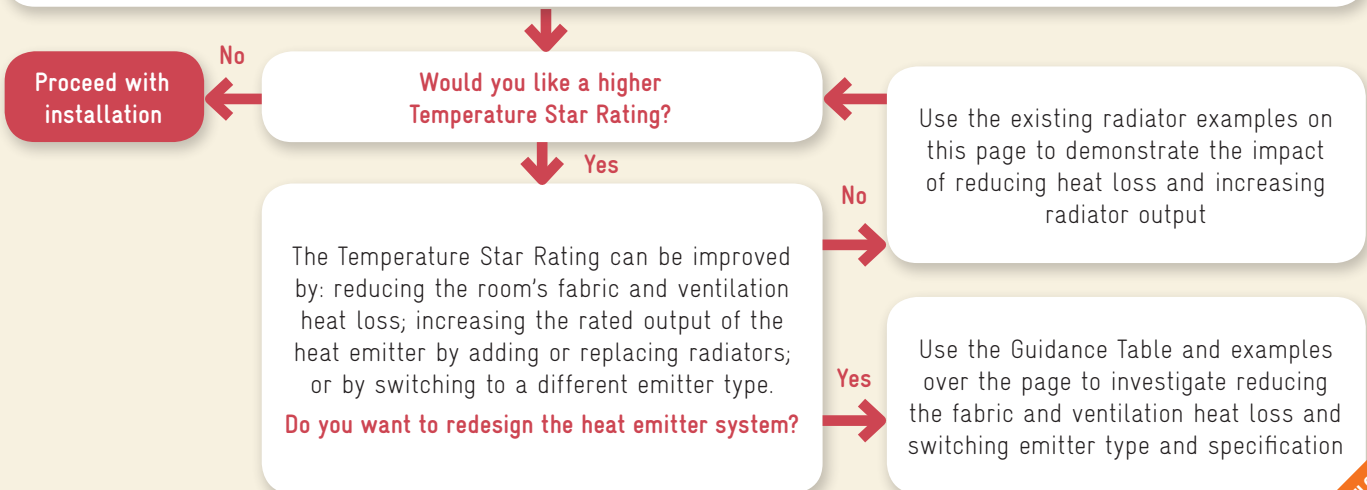 No
Proceed with
installation
Would you like a higher
Temperature Star Rating?
Yes
Use the existing radiator examples on
this page to demonstrate the impact
of reducing heat loss and increasing
radiator output
No
The Temperature Star Rating can be improved
by: reducing the room's fabric and ventilation
heat loss; increasing the rated output of the
heat emitter by adding or replacing radiators;
or by switching to a different emitter type.
Do you want to redesign the heat emitter system?
Yes
Use the Guidance Table and examples
over the page to investigate reducing
the fabric and ventilation heat loss and
switching emitter type and specification